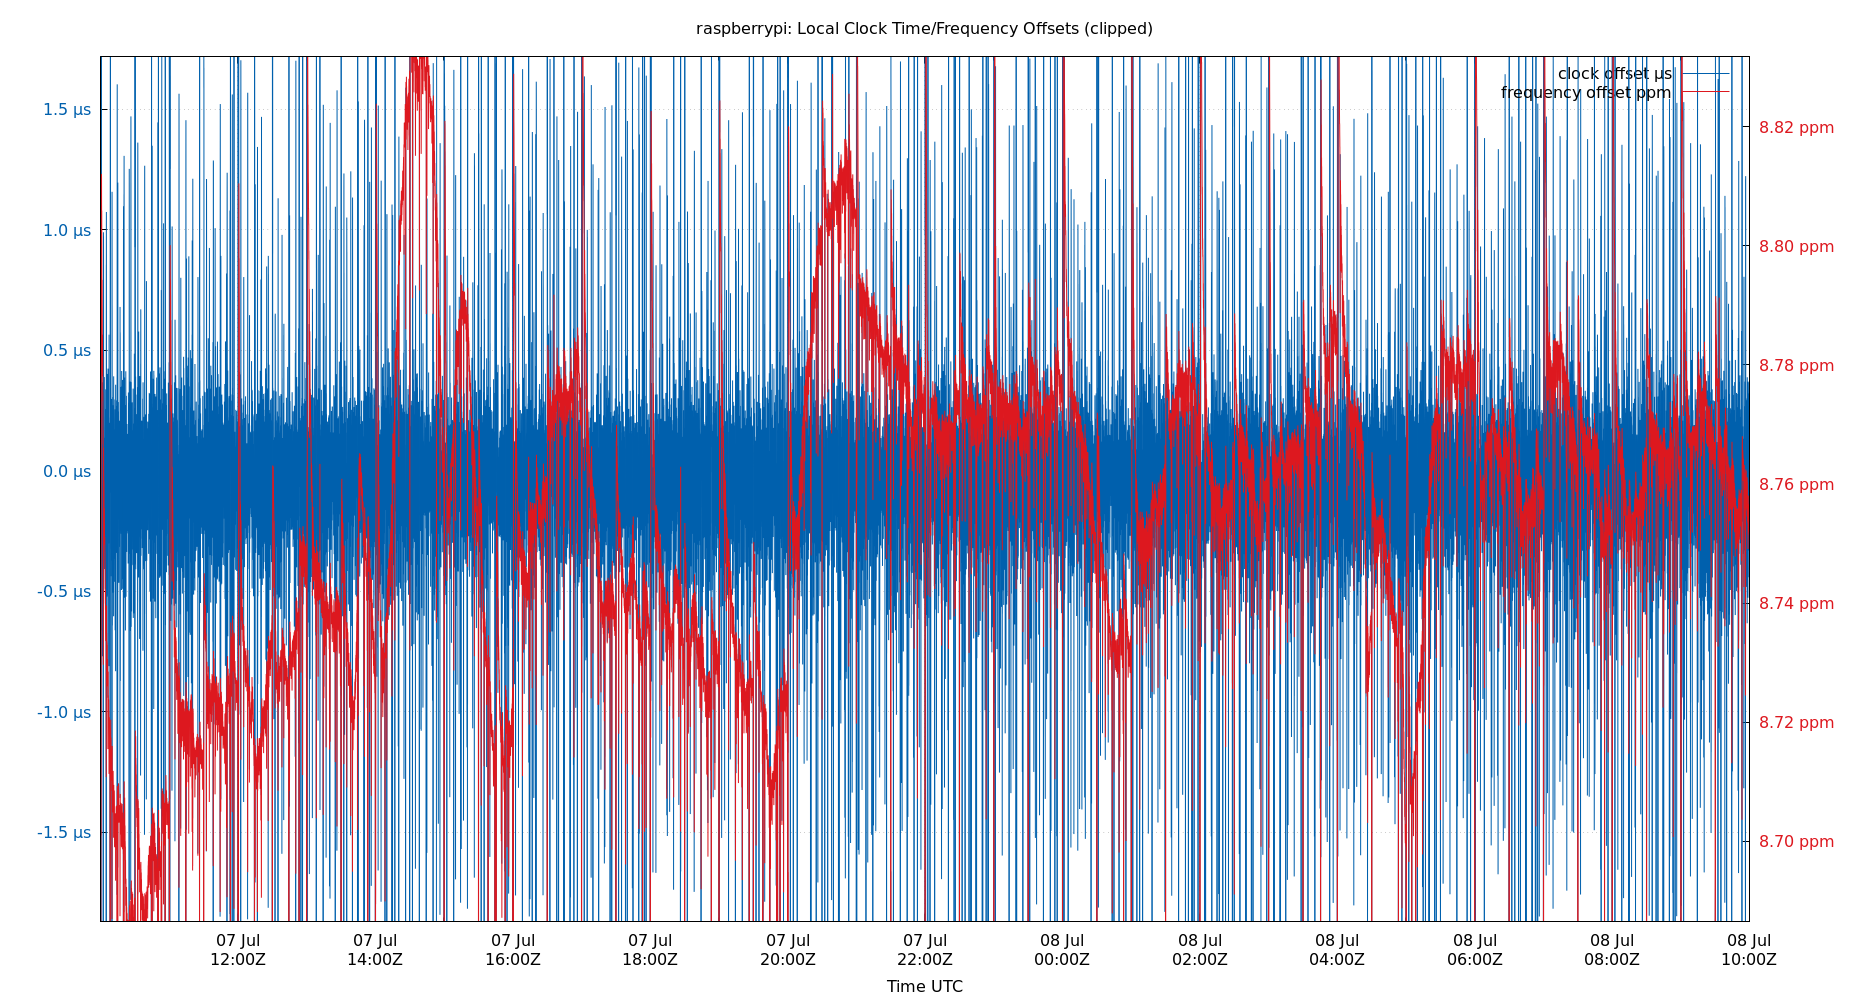 raspberrypi: Local Clock Time/Frequency Offsets (clipped)
clock offset µs
frequency offset ppm
1.5 µs
1.0 µs
0.5 µs
0.0 µs
-0.5 µs
-1.0 µs
-1.5 µs
8.82 ppm
8.80 ppm
8.78 ppm
8.76 ppm
8.74 ppm
8.72 ppm
8.70 ppm
07 Jul 07 Jul 07 Jul 07 Jul 07 Jul 07 Jul 08 Jul 08 Jul 08 Jul 08 Jul 08 Jul 08 Jul
12:00Z 14:00Z 16:00Z 18:00Z 20:00Z 22:00Z 00:00Z 02:00Z 04:00Z 06:00Z 08:00Z 10:00Z
Time UTC